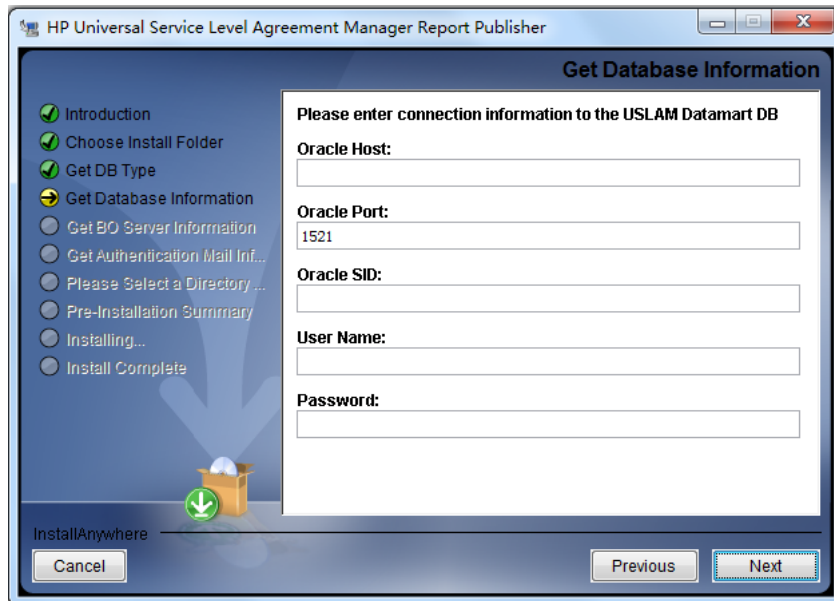 HP Universal Service Level Agreement Manager Report Publisher
Get Database Information
Introduction
Choose Install Folder
Get DB Type
Get Database Information
Get BO Server Information
Get Authentication Mail Inf...
Please Select a Directory ...
Pre-Installation Summary
Installing...
Install Complete
Please enter connection information to the USLAM Datamart DB
Oracle Host:
Oracle Port:
1521
Oracle SID:
User Name:
Password:
InstallAnywhere
Cancel
Previous
Next